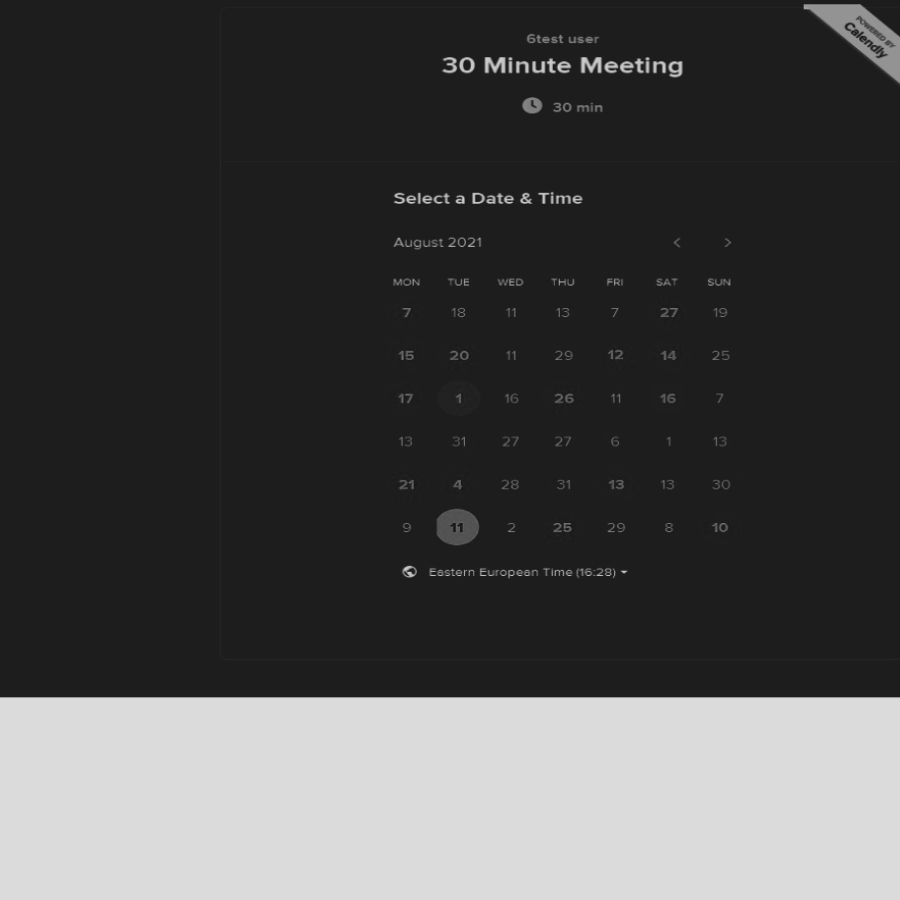 6test user
30 Minute Meeting
30 min
POWERED BY
Calendly
Select a Date & Time
August 2021
MON TUE WED THU FRI SAT SUN
7 18 11 13 7 27 19
15 20 11 29 12 14 25
17 1 16 26 11 16 7
13 31 27 27 6 1 13
21 4 28 31 13 13 30
9 11 2 25 29 8 10
Eastern European Time (16:28)